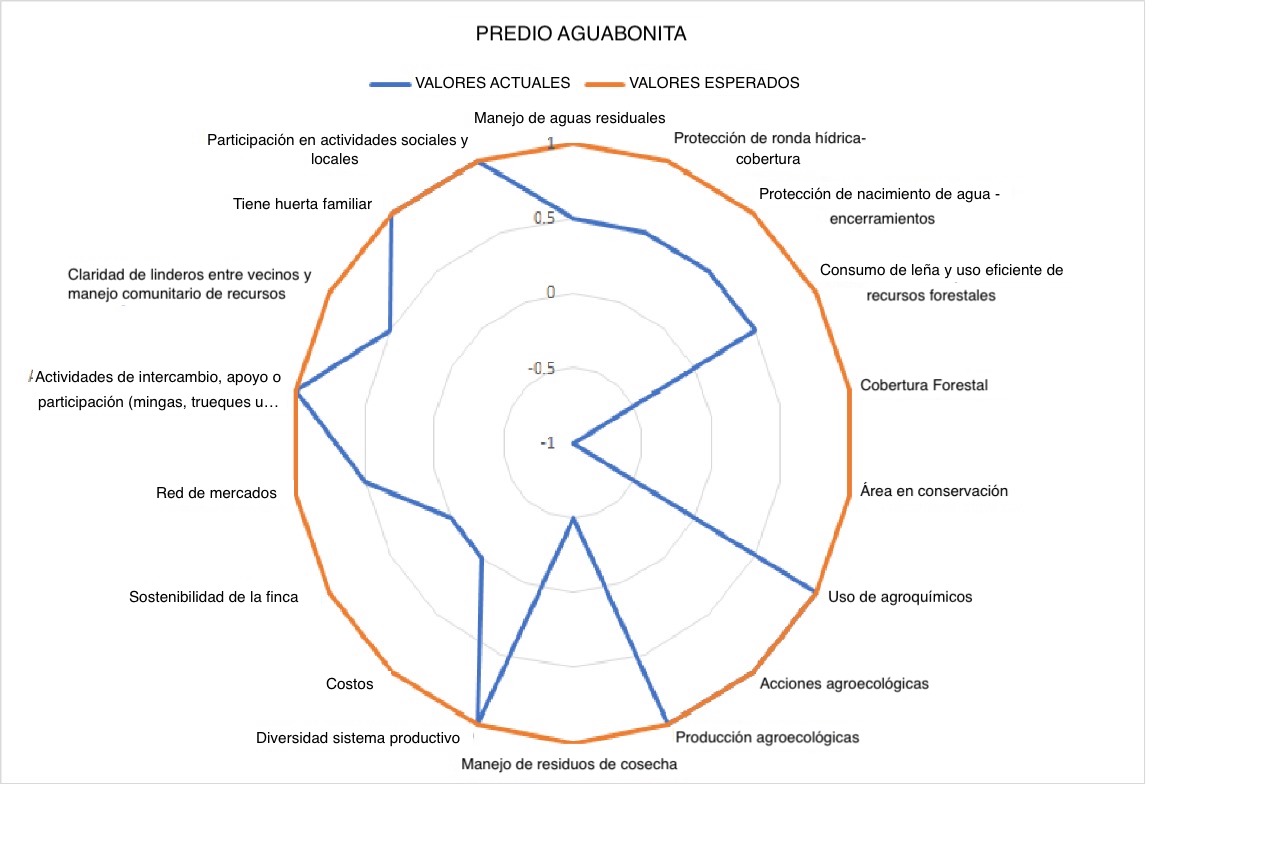 PREDIO AGUABONITA
VALORES ACTUALES VALORES ESPERADOS
Manejo de aguas residuales
Protección de ronda hídrica-
cobertura
Protección de nacimiento de agua -
encerramientos
Consumo de leña y uso eficiente de
recursos forestales
Cobertura Forestal
Área en conservación
Uso de agroquímicos
Acciones agroecológicas
Producción agroecológicas
Manejo de residuos de cosecha
Diversidad sistema productivo
Costos
Sostenibilidad de la finca
Red de mercados
Actividades de intercambio, apoyo o
participación (mingas, trueques u...
Claridad de linderos entre vecinos y
manejo comunitario de recursos
Tiene huerta familiar
Participación en actividades sociales y
locales
1
0.5
0
-0.5
-1